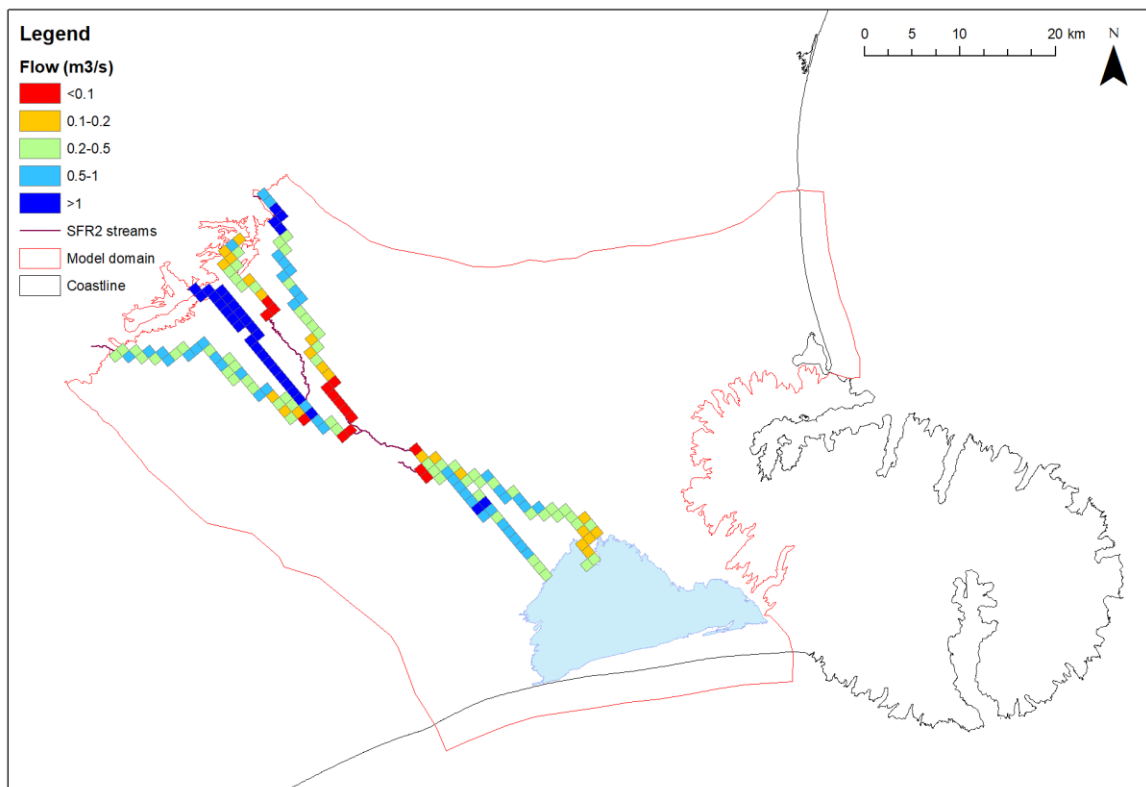 Legend
Flow (m3/s)
<0.1
0.1-0.2
0.2-0.5
0.5-1
>1
SFR2 streams
Model domain
Coastline
0 5 10 20 km
N